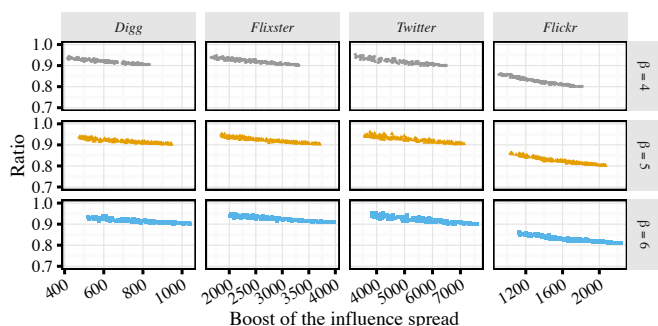 Digg Flixster Twitter Flickr
1.0
0.9
0.8
0.7
β = 4
1.0
0.9
0.8
0.7
β = 5
1.0
0.9
0.8
0.7
β = 6
Ratio
400 600 800 1000 2000 2500 3000 3500 4000 4000 5000 6000 7000 1200 1600 2000
Boost of the influence spread